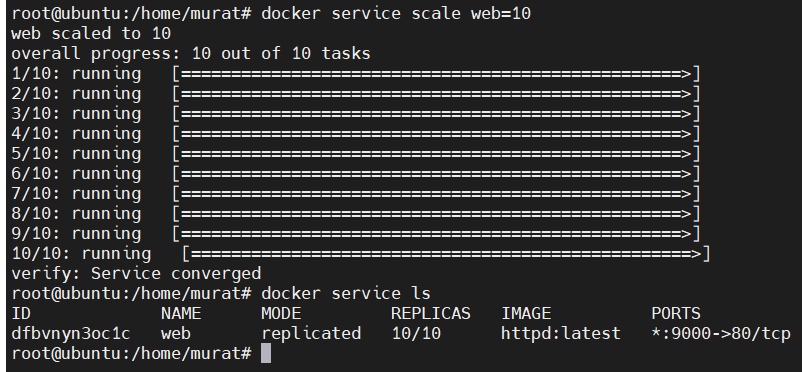 root@ubuntu:/home/murat# docker service scale web=10
web scaled to 10
overall progress: 10 out of 10 tasks
1/10: running   [==================================================>]
2/10: running   [==================================================>]
3/10: running   [==================================================>]
4/10: running   [==================================================>]
5/10: running   [==================================================>]
6/10: running   [==================================================>]
7/10: running   [==================================================>]
8/10: running   [==================================================>]
9/10: running   [==================================================>]
10/10: running   [==================================================>]
verify: Service converged
root@ubuntu:/home/murat# docker service ls
ID             NAME      MODE         REPLICAS   IMAGE          PORTS
dfbvnyn3oc1c   web       replicated   10/10      httpd:latest   *:9000->80/tcp
root@ubuntu:/home/murat#